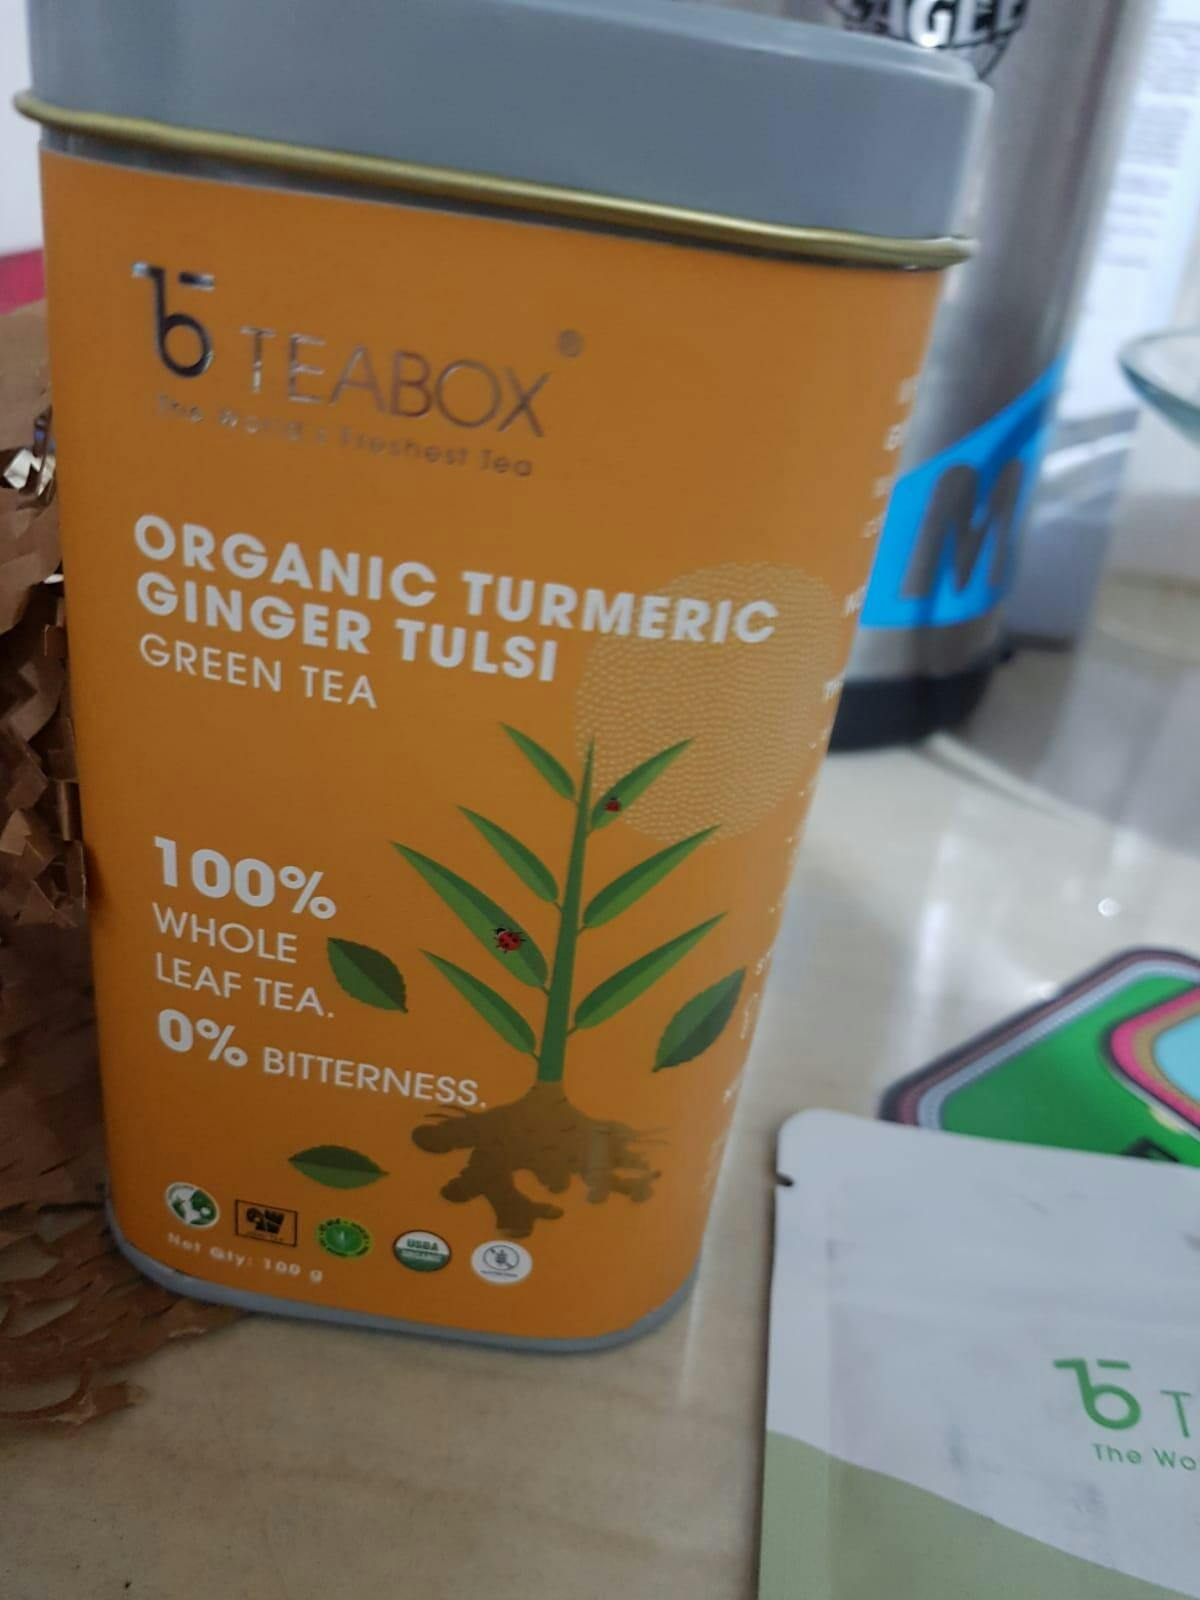 TEABOX®
The World's Freshest Tea
ORGANIC TURMERIC
GINGER TULSI
GREEN TEA
100%
WHOLE
LEAF TEA.
0% BITTERNESS.
USDA
ORGANIC
Net Qty: 100 g
M
The Wo